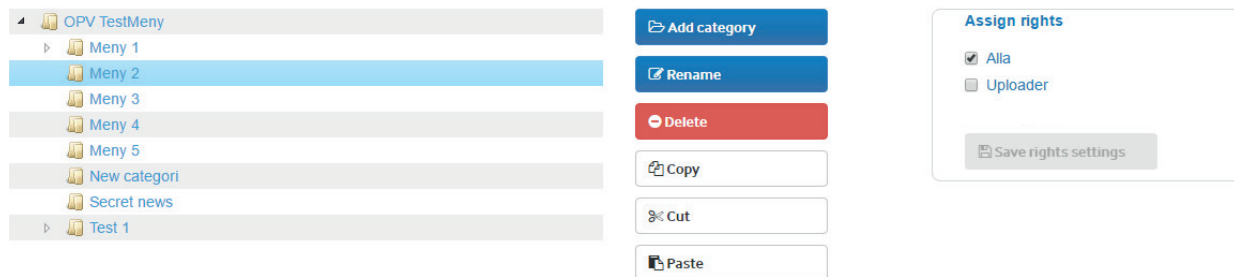 OPV TestMeny
Meny 1
Meny 2
Meny 3
Meny 4
Meny 5
New categori
Secret news
Test 1
Add category
Rename
Delete
Copy
Cut
Paste
Assign rights
Alla
Uploader
Save rights settings